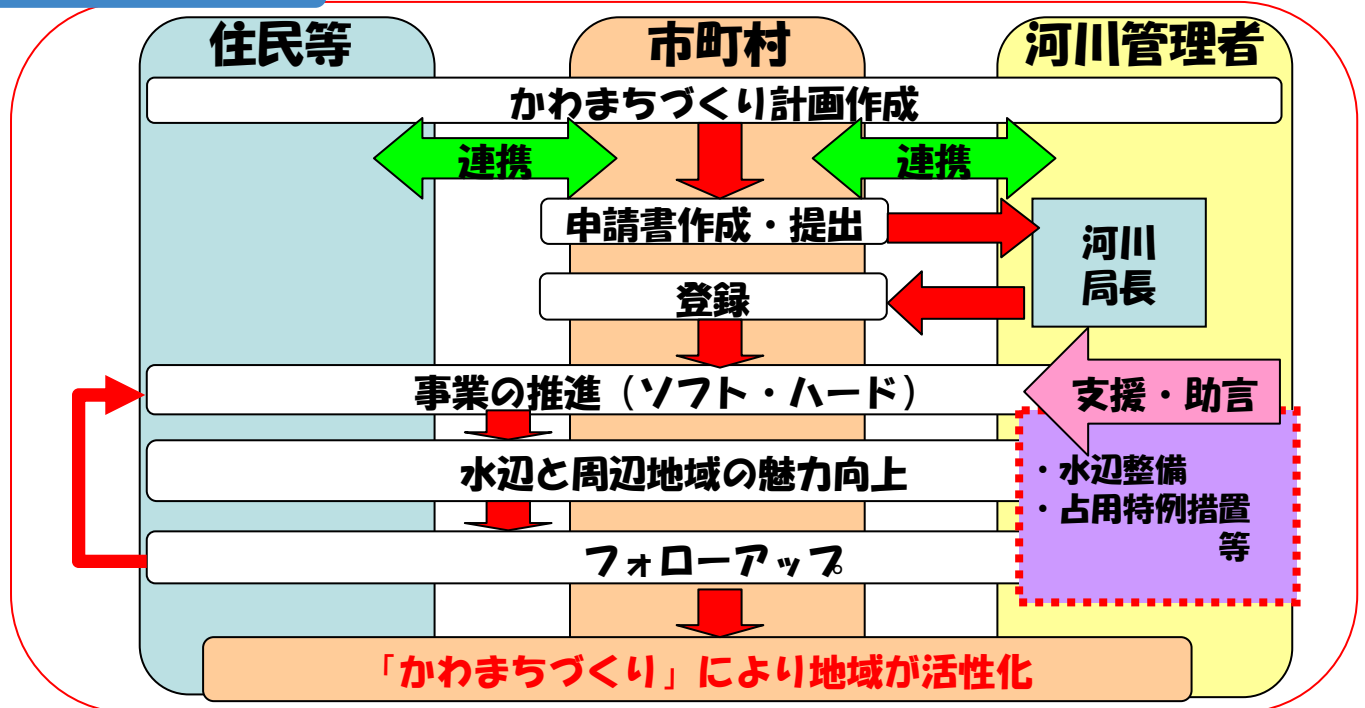 住民等
市町村
河川管理者
かわまちづくり計画作成
連携
連携
申請書作成・提出
河川
局長
登録
事業の推進（ソフト・ハード）
支援・助言
水辺と周辺地域の魅力向上
・水辺整備
・占用特例措置
等
フォローアップ
「かわまちづくり」により地域が活性化